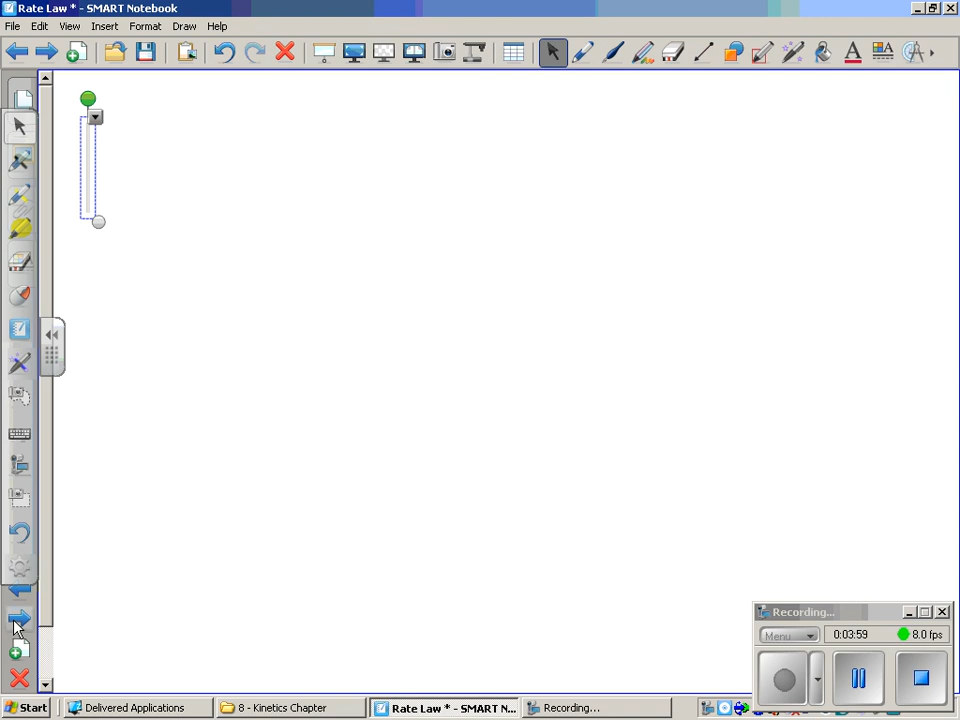 Rate Law * - SMART Notebook
File Edit View Insert Format Draw Help
Recording...
Menu 0:03:59 8.0 fps
Start Delivered Applications 8 - Kinetics Chapter Rate Law * - SMART N... Recording...